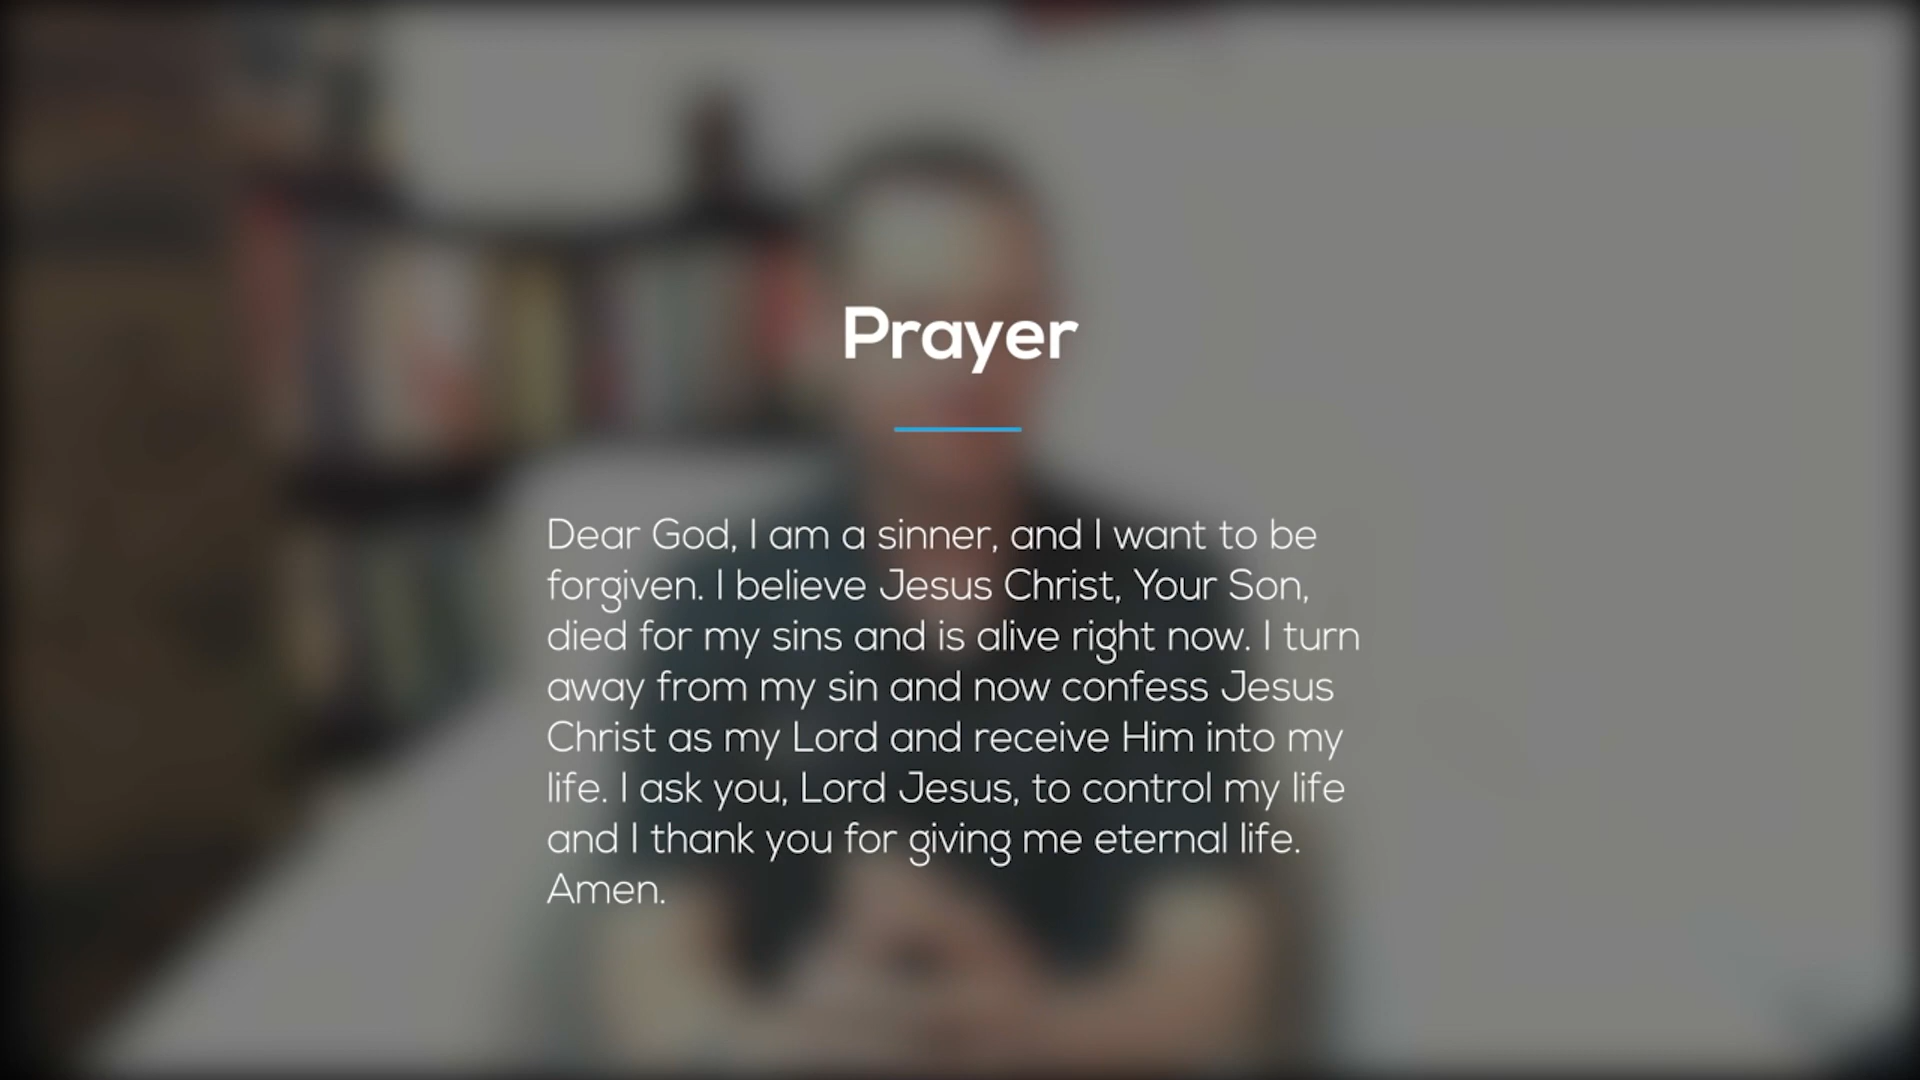 Prayer
Dear God, I am a sinner, and I want to be
forgiven. I believe Jesus Christ, Your Son,
died for my sins and is alive right now. I turn
away from my sin and now confess Jesus
Christ as my Lord and receive Him into my
life. I ask you, Lord Jesus, to control my life
and I thank you for giving me eternal life.
Amen.